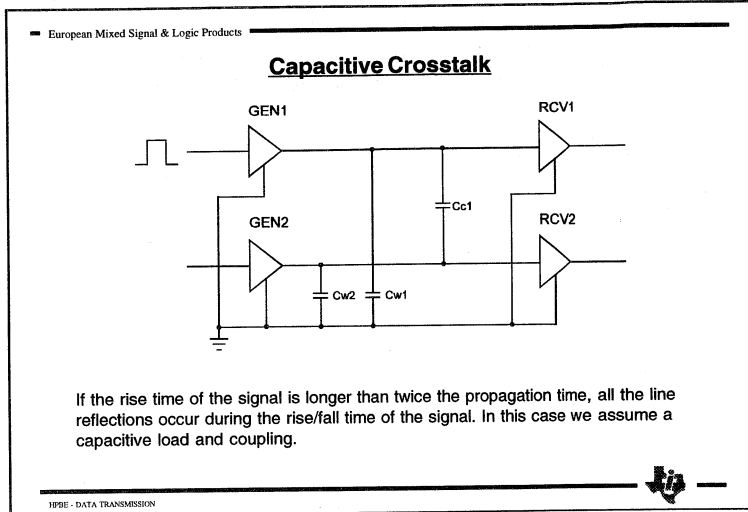 European Mixed Signal & Logic Products
Capacitive Crosstalk
GEN1
RCV1
Cc1
GEN2
RCV2
Cw2
Cw1
If the rise time of the signal is longer than twice the propagation time, all the line
reflections occur during the rise/fall time of the signal. In this case we assume a
capacitive load and coupling.
HPBE - DATA TRANSMISSION